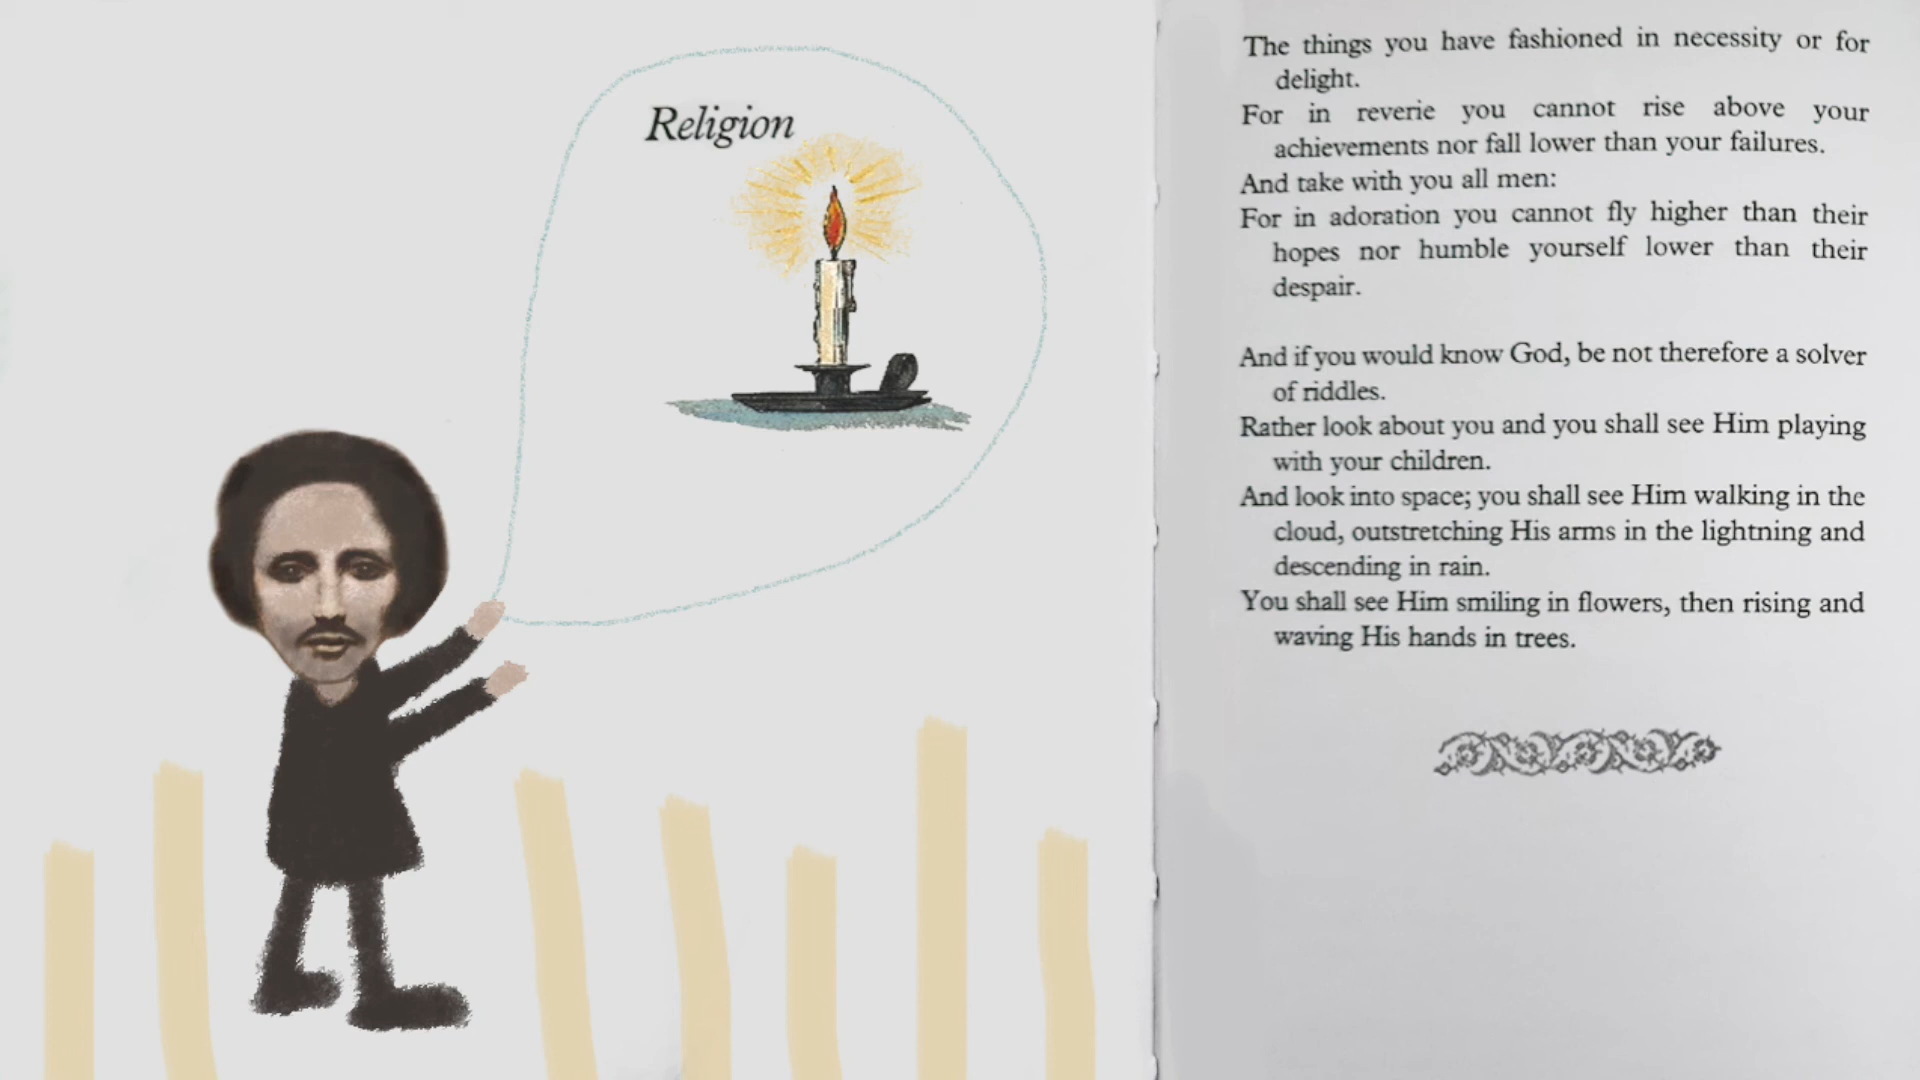 Religion
The things you have fashioned in necessity or for
delight.
For in reverie you cannot rise above your
achievements nor fall lower than your failures.
And take with you all men:
For in adoration you cannot fly higher than their
hopes nor humble yourself lower than their
despair.
And if you would know God, be not therefore a solver
of riddles.
Rather look about you and you shall see Him playing
with your children.
And look into space; you shall see Him walking in the
cloud, outstretching His arms in the lightning and
descending in rain.
You shall see Him smiling in flowers, then rising and
waving His hands in trees.